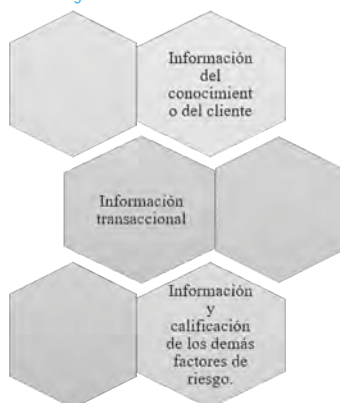 Información
del
conocimient
o del cliente
Información
transaccional
Información
y
calificación
de los demás
factores de
riesgo.